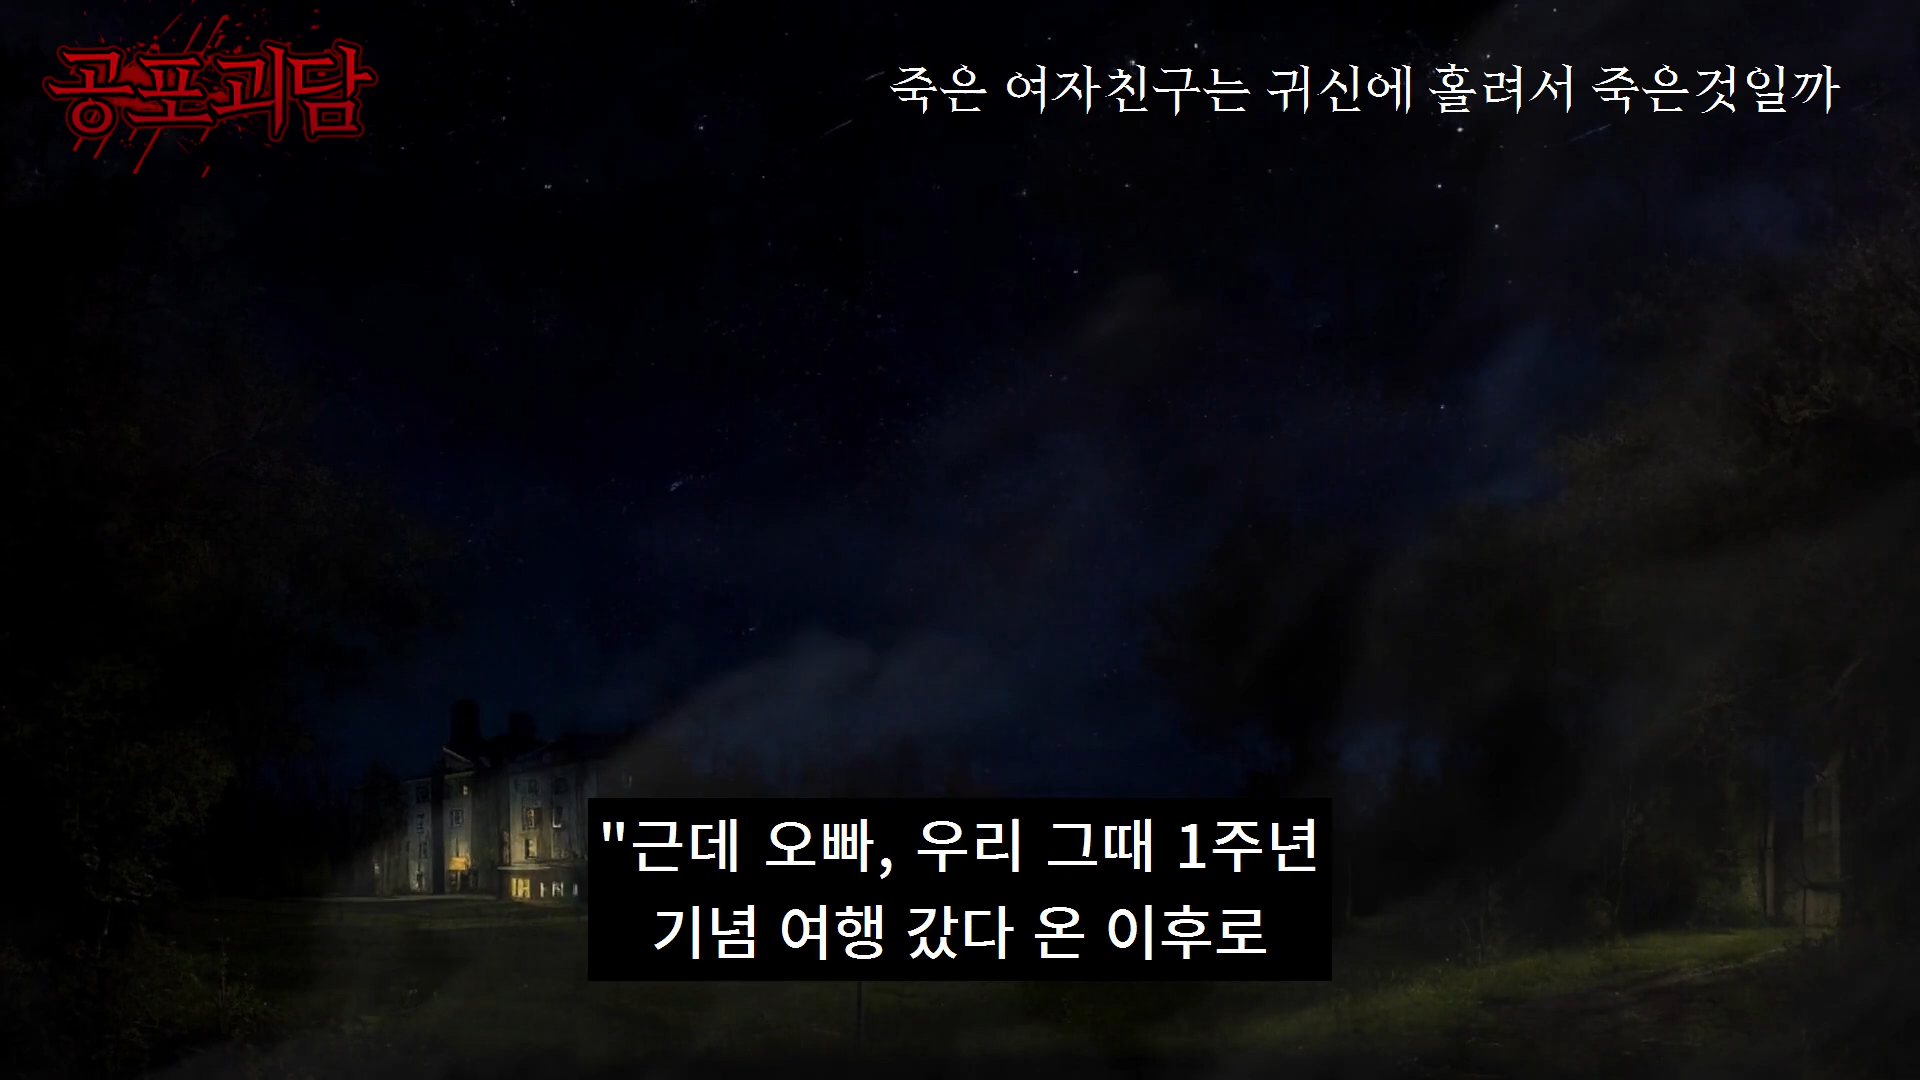 공포괴담
죽은 여자친구는 귀신에 홀려서 죽은것일까
"근데 오빠, 우리 그때 1주년
기념 여행 갔다 온 이후로